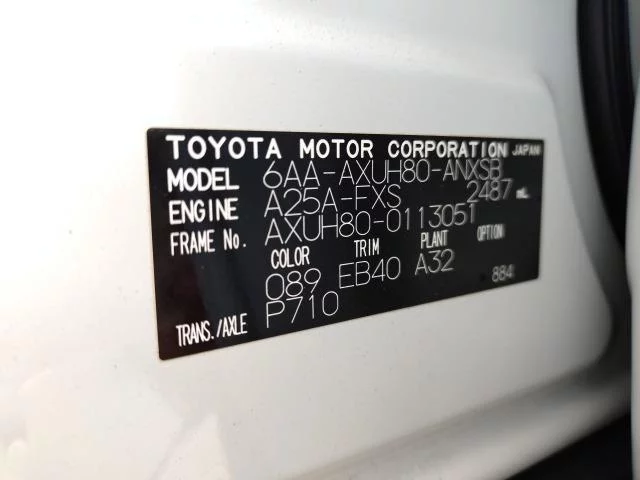 TOYOTA MOTOR CORPORATION JAPAN
MODEL 6AA-AXUH80-ANXSB
ENGINE A25A-FXS 2487 mL
FRAME No. AXUH80-0113051
COLOR TRIM PLANT OPTION
089 EB40 A32 884
TRANS./AXLE P710